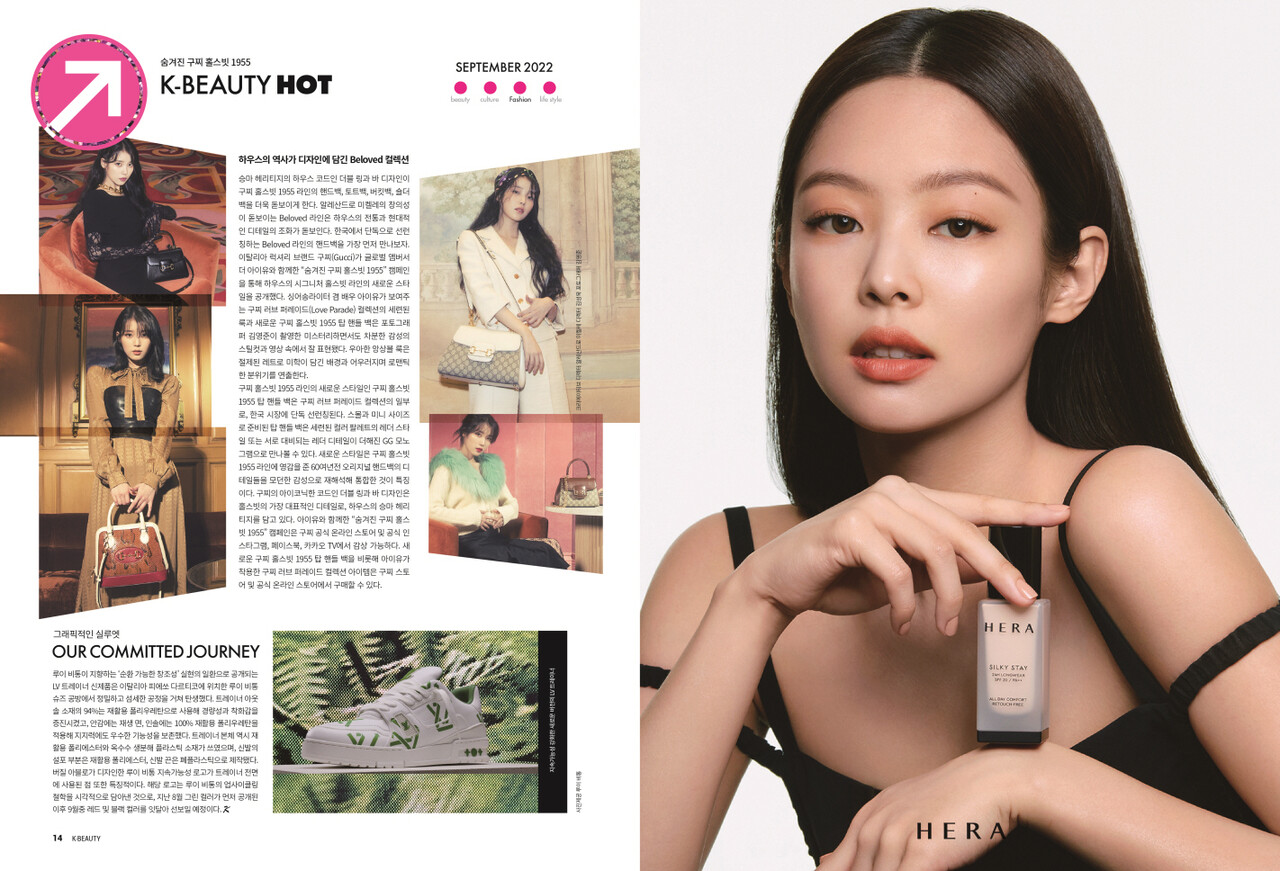 숨겨진 구찌 홀스빗 1955
K-BEAUTY HOT
SEPTEMBER 2022
beauty culture Fashion life style
하우스의 역사가 디자인에 담긴 Beloved 컬렉션
승마 헤리티지의 하우스 코드인 더블 링과 바 디자인이
구찌 홀스빗 1955 라인의 핸드백, 토트백, 버킷백, 숄더
백을 더욱 돋보이게 한다. 알레산드로 미켈레의 창의성
이 돋보이는 Beloved 라인은 하우스의 전통과 현대적
인 디테일의 조화가 돋보인다. 한국에서 단독으로 선런
칭하는 Beloved 라인의 핸드백을 가장 먼저 만나보자.
이탈리아 럭셔리 브랜드 구찌(Gucci)가 글로벌 앰버서
더 아이유와 함께한 “숨겨진 구찌 홀스빗 1955” 캠페인
을 통해 하우스의 시그니처 홀스빗 라인의 새로운 스타
일을 공개했다. 싱어송라이터 겸 배우 아이유가 보여주
는 구찌 러브 퍼레이드(Love Parade) 컬렉션의 세련된
룩과 새로운 구찌 홀스빗 1955 탑 핸들 백은 포토그래
퍼 김영준이 촬영한 미스터리하면서도 차분한 감성의
스틸컷과 영상 속에서 잘 표현됐다. 우아한 앙상블 룩은
절제된 레트로 미학이 담긴 배경과 어우러지며 로맨틱
한 분위기를 연출한다.
구찌 홀스빗 1955 라인의 새로운 스타일인 구찌 홀스빗
1955 탑 핸들 백은 구찌 러브 퍼레이드 컬렉션의 일부
로, 한국 시장에 단독 선런칭된다. 스몰과 미니 사이즈
로 준비된 탑 핸들 백은 세련된 컬러 팔레트의 레더 스타
일 또는 서로 대비되는 레더 디테일이 더해진 GG 모노
그램으로 만나볼 수 있다. 새로운 스타일은 구찌 홀스빗
1955 라인에 영감을 준 60여년전 오리지널 핸드백의 디
테일들을 모던한 감성으로 재해석해 통합한 것이 특징
이다. 구찌의 아이코닉한 코드인 더블 링과 바 디자인은
홀스빗의 가장 대표적인 디테일로, 하우스의 승마 헤리
티지를 담고 있다. 아이유와 함께한 “숨겨진 구찌 홀스
빗 1955” 캠페인은 구찌 공식 온라인 스토어 및 공식 인
스타그램, 페이스북, 카카오 TV에서 감상 가능하다. 새
로운 구찌 홀스빗 1955 탑 핸들 백을 비롯해 아이유가
착용한 구찌 러브 퍼레이드 컬렉션 아이템은 구찌 스토
어 및 공식 온라인 스토어에서 구매할 수 있다.
그래픽적인 실루엣
OUR COMMITTED JOURNEY
루이 비통이 지향하는 ‘순환 가능한 창조성’ 실현의 일환으로 공개되는
LV 트레이너 신제품은 이탈리아 피에쏘 다르티코에 위치한 루이 비통
슈즈 공방에서 정밀하고 섬세한 공정을 거쳐 탄생했다. 트레이너 아웃
솔 소재의 94%는 재활용 폴리우레탄으로 사용해 경량성과 착화감을
증진시켰고, 안감에는 재생 면, 인솔에는 100% 재활용 폴리우레탄을
적용해 지지력에도 우수한 기능성을 보존했다. 트레이너 본체 역시 재
활용 폴리에스터와 옥수수 생분해 플라스틱 소재가 쓰였으며, 신발의
설포 부분은 재활용 폴리에스터, 신발 끈은 폐플라스틱으로 제작됐다.
버질 아블로가 디자인한 루이 비통 지속가능성 로고가 트레이너 전면
에 사용된 점 또한 특징적이다. 해당 로고는 루이 비통의 업사이클링
철학을 시각적으로 담아낸 것으로, 지난 8월 그린 컬러가 먼저 공개된
이후 9월중 레드 및 블랙 컬러를 잇달아 선보일 예정이다.
지속가능성 강화한 새로운 버전의 LV 트레이너
사진제공 루이 비통
14 K-BEAUTY
HERA
SILKY STAY
24H LONGWEAR
SPF 20 / PA++
ALL DAY COMFORT
RETOUCH FREE
HERA